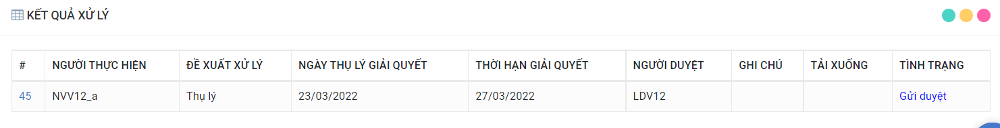 KẾT QUẢ XỬ LÝ
# NGƯỜI THỰC HIỆN ĐỀ XUẤT XỬ LÝ NGÀY THỤ LÝ GIẢI QUYẾT THỜI HẠN GIẢI QUYẾT NGƯỜI DUYỆT GHI CHÚ TẢI XUỐNG TÌNH TRẠNG
45 NVV12_a Thụ lý 23/03/2022 27/03/2022 LDV12 Gửi duyệt